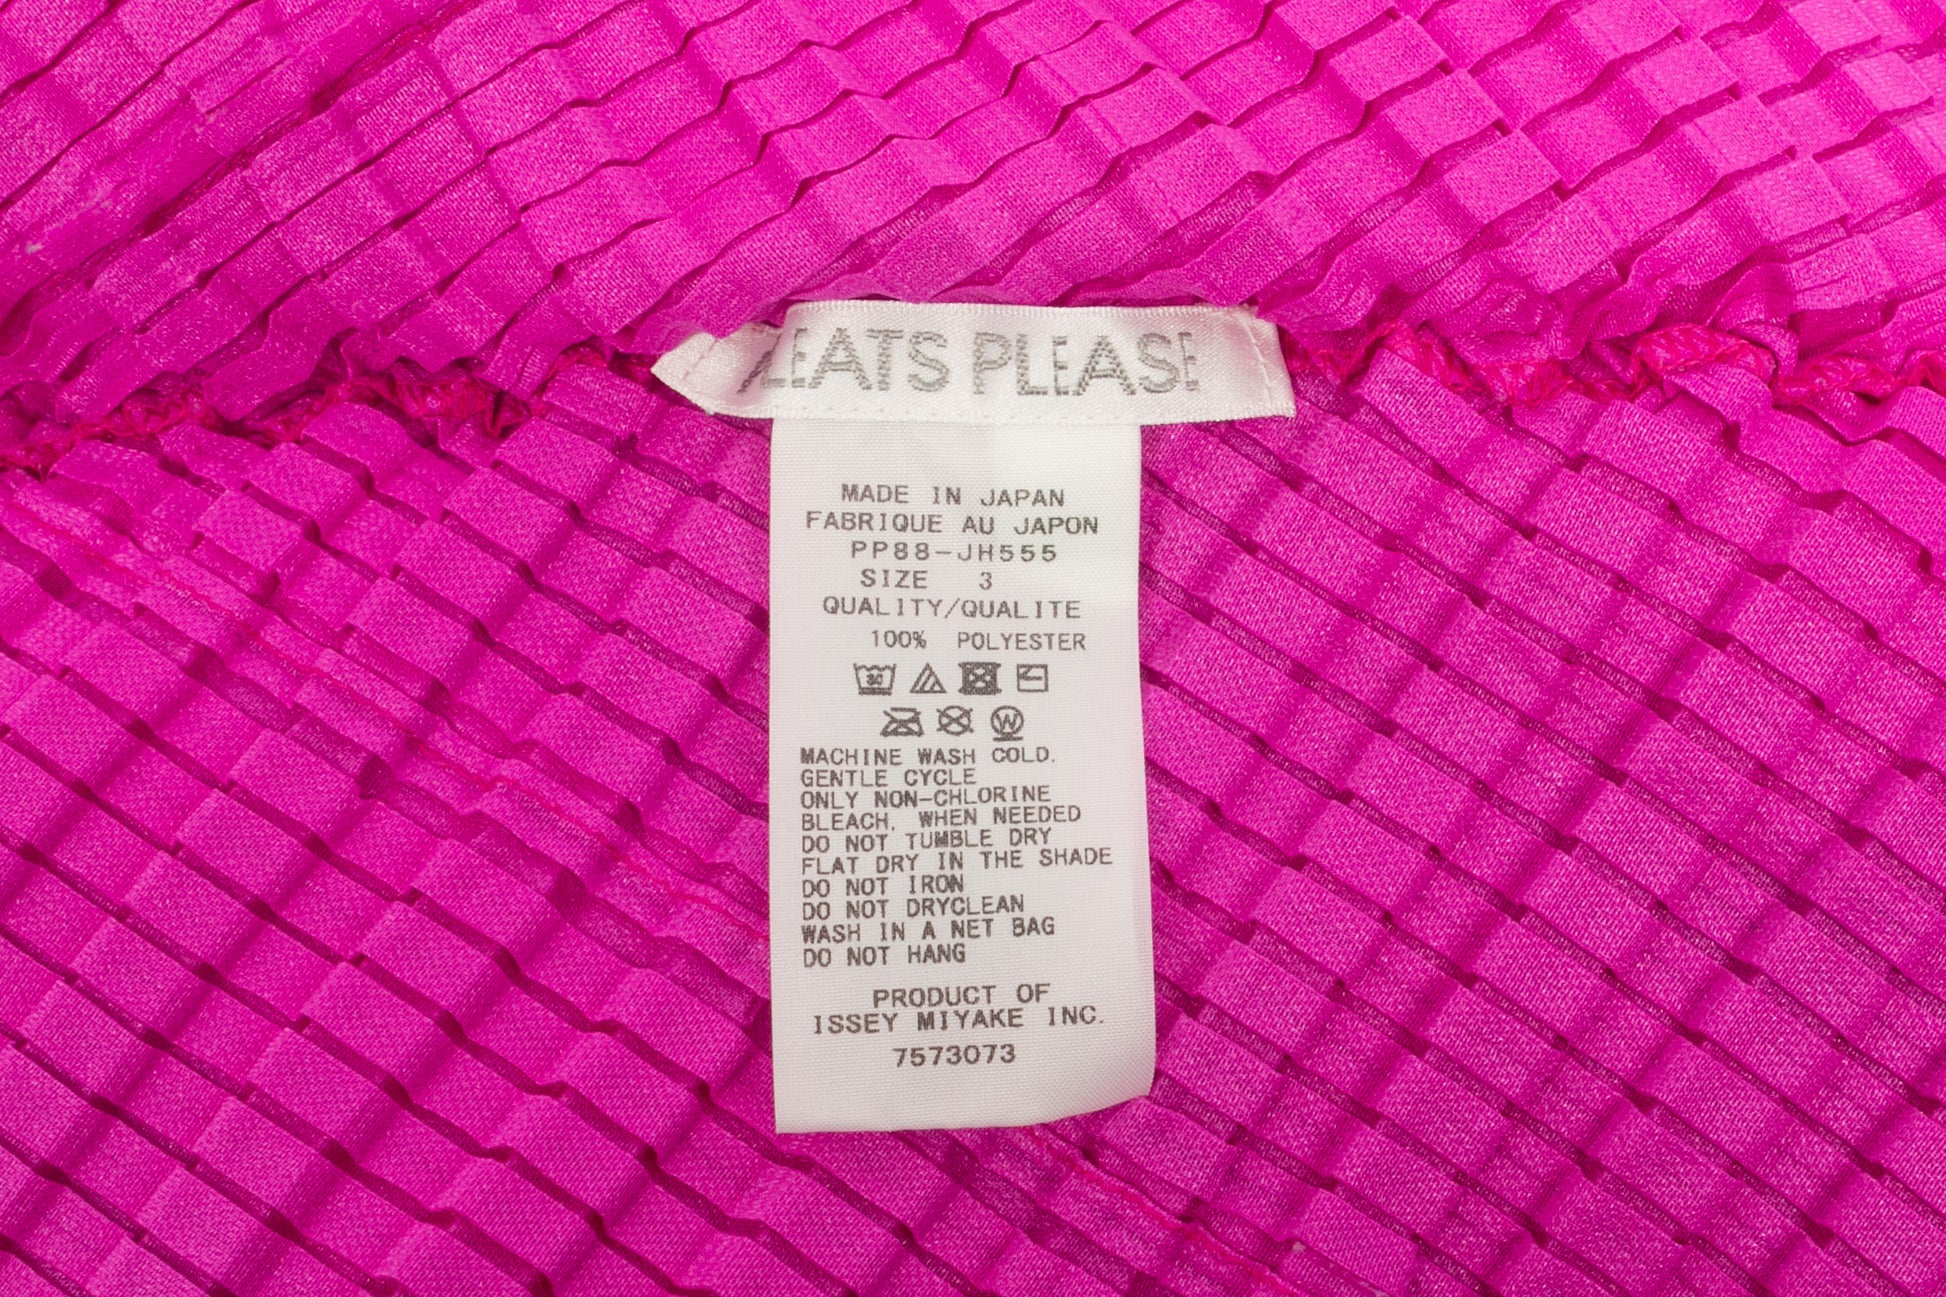 PLEATS PLEASE
MADE IN JAPAN
FABRIQUE AU JAPON
PP88-JH555
SIZE 3
QUALITY/QUALITE
100% POLYESTER
MACHINE WASH COLD.
GENTLE CYCLE
ONLY NON-CHLORINE
BLEACH, WHEN NEEDED
DO NOT TUMBLE DRY
FLAT DRY IN THE SHADE
DO NOT IRON
DO NOT DRYCLEAN
WASH IN A NET BAG
DO NOT HANG
PRODUCT OF
ISSEY MIYAKE INC.
7573073